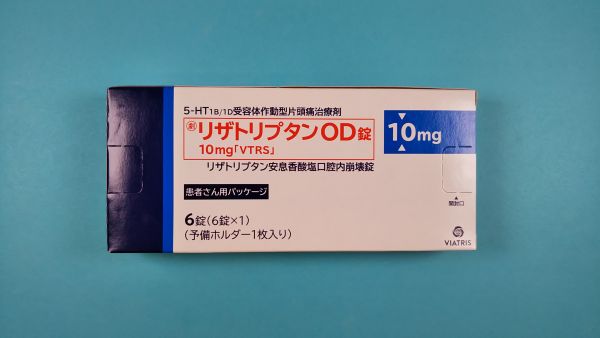 5-HT1B/1D受容体作動型片頭痛治療剤
劇 リザトリプタンOD錠
10mg「VTRS」
リザトリプタン安息香酸塩口腔内崩壊錠
患者さん用パッケージ
6錠(6錠×1)
(予備ホルダー1枚入り)
10mg
開封口
VIATRIS